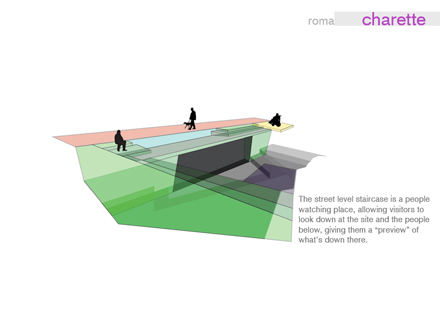 roma charette
The street level staircase is a people
watching place, allowing visitors to
look down at the site and the people
below, giving them a “preview” of
what’s down there.